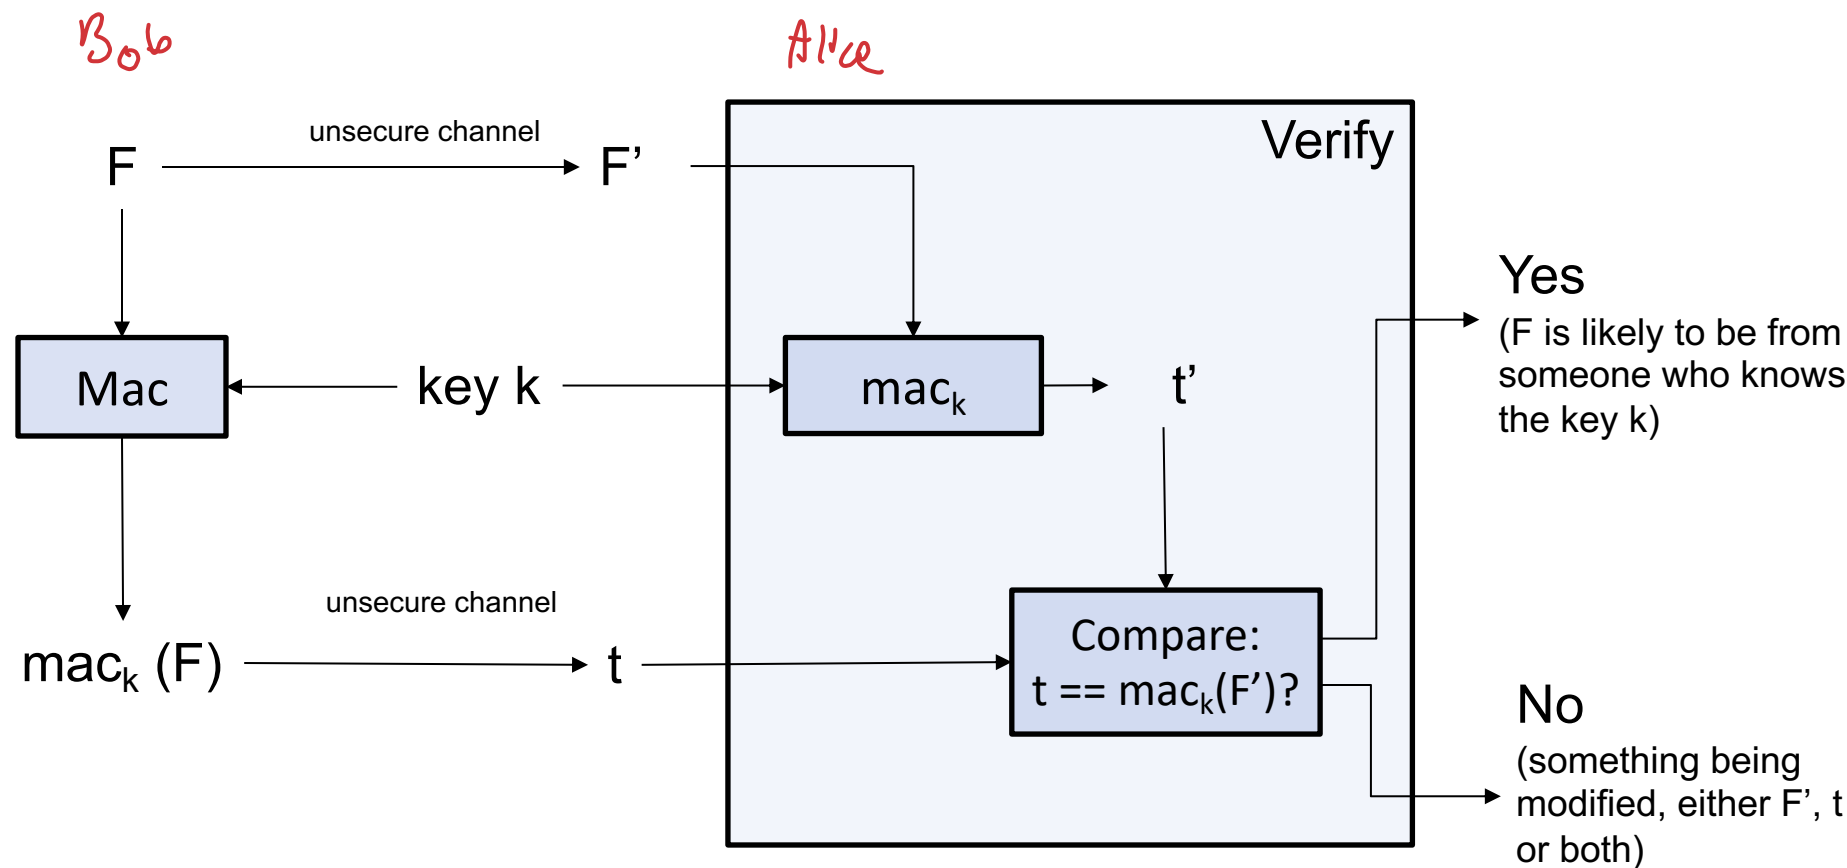 Bob
Alice
unsecure channel
Verify
F
F’
Yes
(F is likely to be from
someone who knows
the key k)
Mac
key k
macₖ
t’
unsecure channel
macₖ (F)
t
Compare:
t == macₖ(F’)?
No
(something being
modified, either F’, t
or both)